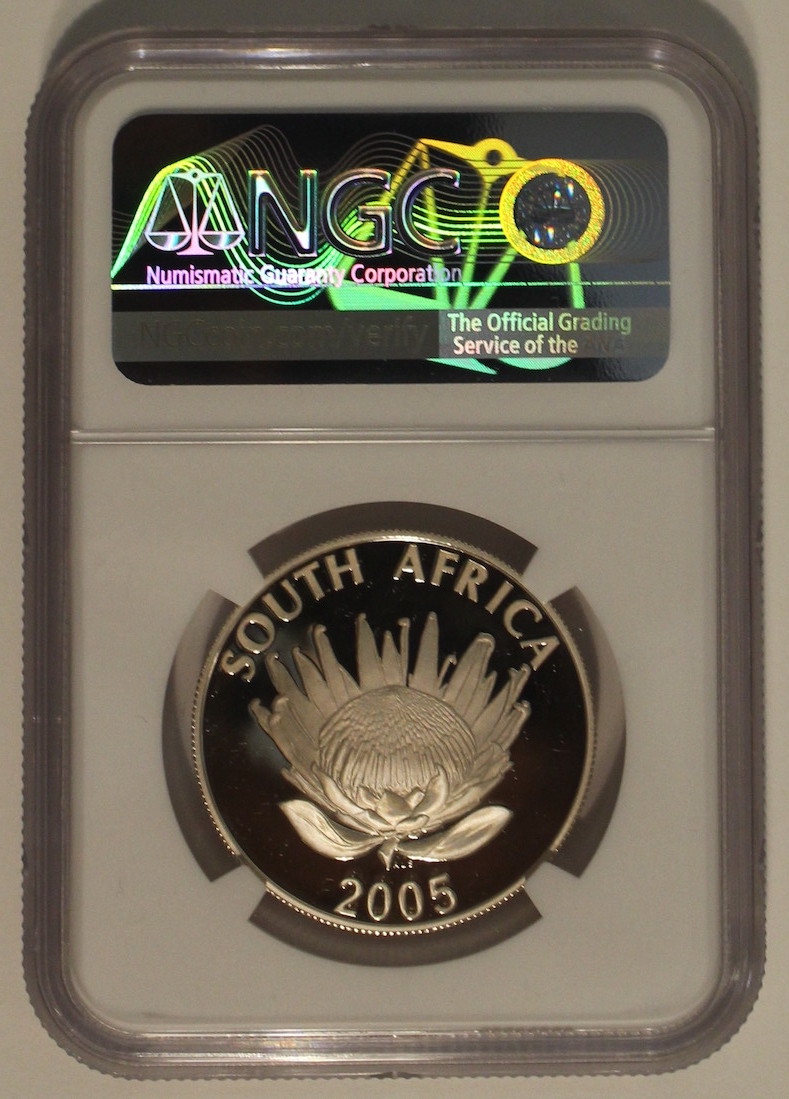 NGC
Numismatic Guaranty Corporation
The Official Grading
Service of the
SOUTH AFRICA
2005